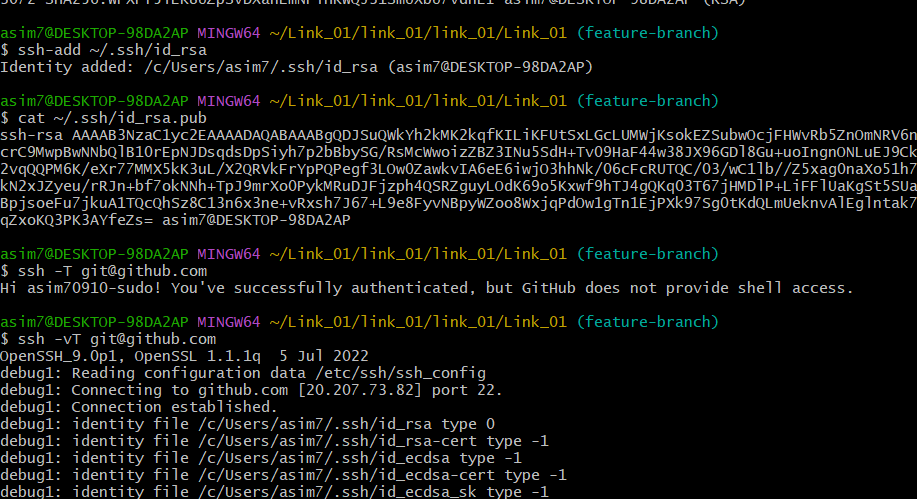 asim7@DESKTOP-98DA2AP MINGW64 ~/Link_01/link_01/link_01/Link_01 (feature-branch)
$ ssh-add ~/.ssh/id_rsa
Identity added: /c/Users/asim7/.ssh/id_rsa (asim7@DESKTOP-98DA2AP)
asim7@DESKTOP-98DA2AP MINGW64 ~/Link_01/link_01/link_01/Link_01 (feature-branch)
$ cat ~/.ssh/id_rsa.pub
ssh-rsa AAAAB3NzaC1yc2EAAAADAQABAAABgQDJSuQWkYh2kMK2kqfKILiKFUtSxLGcLUMWjKsokEZSubwOcjFHWvRb5ZnOmNRV6n
crC9MwpBwNNbQlB1OrEpNJDsqdsDpSiyh7p2bBbySG/RsMcWwoizZBZ3INu5SdH+Tv09HaF44w38JX96GDl8Gu+uoIngnONLuEJ9Ck
2vqQQPM6K/eXr77MMX5kK3uL/X2QRVkFrYpPQPegf3LOwOZawkvIA6eE6iwjO3hhNk/O6cFcRUTQC/O3/wC1lb//Z5xag0naXo51h7
kN2xJZyeu/rRJn+bf7okNNh+TpJ9mrXo0PykMRuDJFjzph4QSRZguyLOdK69o5Kxwf9hTJ4gQKq03T67jHMDlP+LiFFlUaKgSt5SUa
BpjsoeFu7jkuA1TQcQhSz8C13n6x3ne+vRxsh7J67+L9e8FyvNBpyWZoo8WxjqPdOw1gTn1EjPXk97Sg0tKdQLmUeknvAlEglntak7
qZxoKQ3PK3AYfeZs= asim7@DESKTOP-98DA2AP
asim7@DESKTOP-98DA2AP MINGW64 ~/Link_01/link_01/link_01/Link_01 (feature-branch)
$ ssh -T git@github.com
Hi asim70910-sudo! You've successfully authenticated, but GitHub does not provide shell access.
asim7@DESKTOP-98DA2AP MINGW64 ~/Link_01/link_01/link_01/Link_01 (feature-branch)
$ ssh -vT git@github.com
OpenSSH_9.0p1, OpenSSL 1.1.1q  5 Jul 2022
debug1: Reading configuration data /etc/ssh/ssh_config
debug1: Connecting to github.com [20.207.73.82] port 22.
debug1: Connection established.
debug1: identity file /c/Users/asim7/.ssh/id_rsa type 0
debug1: identity file /c/Users/asim7/.ssh/id_rsa-cert type -1
debug1: identity file /c/Users/asim7/.ssh/id_ecdsa type -1
debug1: identity file /c/Users/asim7/.ssh/id_ecdsa-cert type -1
debug1: identity file /c/Users/asim7/.ssh/id_ecdsa_sk type -1